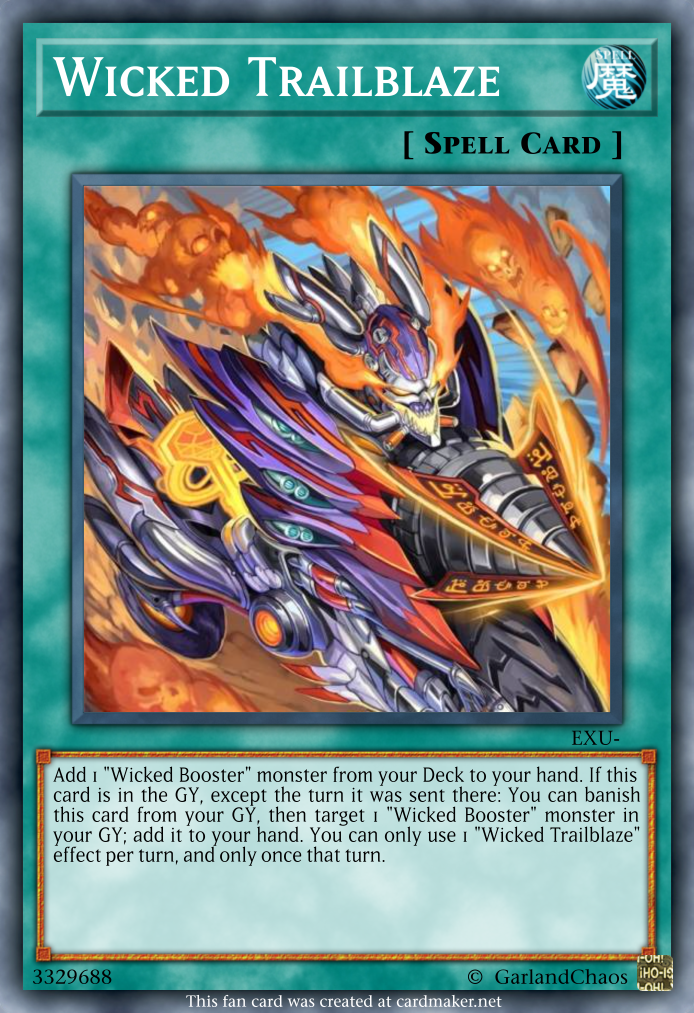 Wicked Trailblaze
SPELL
魔
[ Spell Card ]
EXU-
Add 1 "Wicked Booster" monster from your Deck to your hand. If this
card is in the GY, except the turn it was sent there: You can banish
this card from your GY, then target 1 "Wicked Booster" monster in
your GY; add it to your hand. You can only use 1 "Wicked Trailblaze"
effect per turn, and only once that turn.
3329688
© GarlandChaos
This fan card was created at cardmaker.net